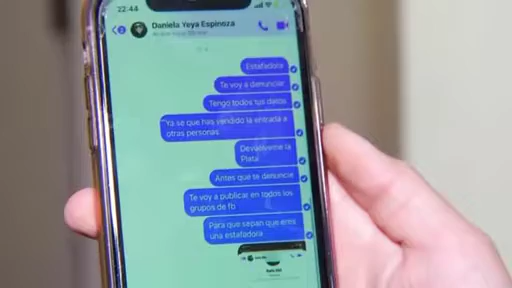 22:44
2
Daniela Yeya Espinoza
Estafadora
Te voy a denunciar
Tengo todos tus datos
Ya se que has vendido la entrada a
otras personas
Devuélveme la
Plata
Antes que te denuncie
Te voy a publicar en todos los
grupos de fb
Para que sepan que eres
una estafadora